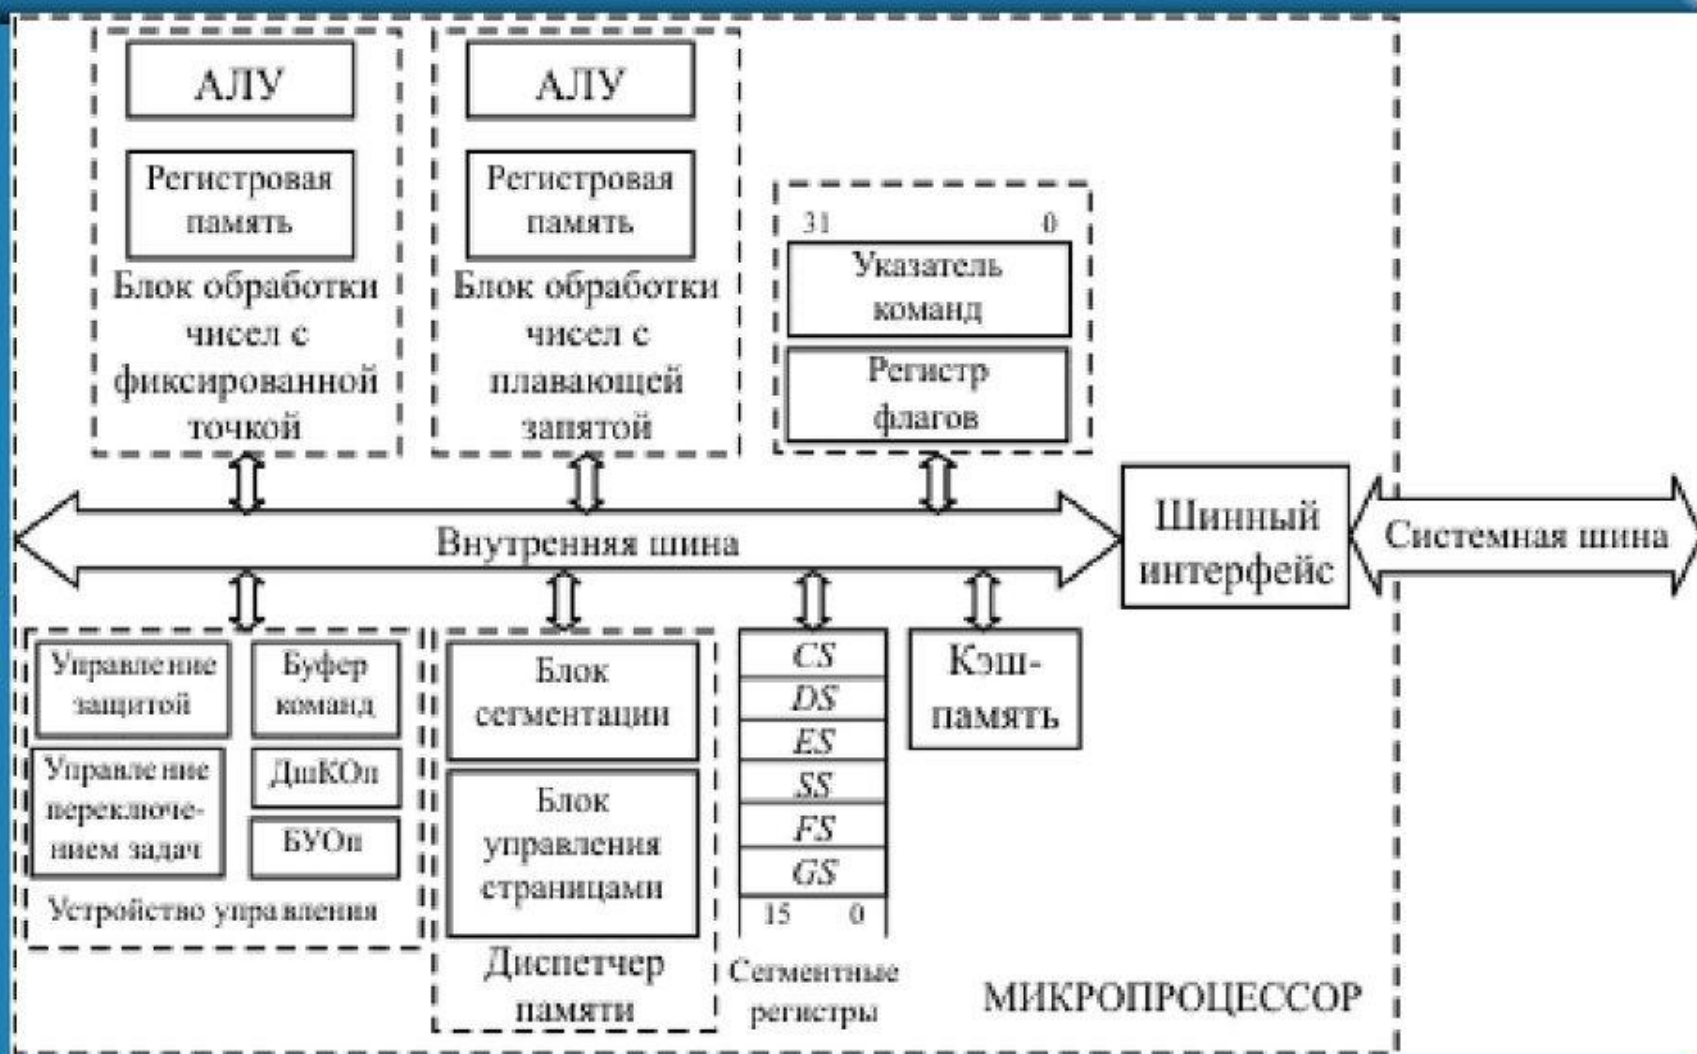 АЛУ
Регистровая
память
Блок обработки
чисел с
фиксированной
точкой
АЛУ
Регистровая
память
Блок обработки
чисел с
плавающей
запятой
31 0
Указатель
команд
Регистр
флагов
Внутренняя шина
Шинный
интерфейс
Системная шина
Управление
защитой
Управление
переключе-
нием задач
Буфер
команд
ДшКОп
БУОп
Устройство управления
Блок
сегментации
Блок
управления
страницами
Диспетчер
памяти
CS
DS
ES
SS
FS
GS
15 0
Сегментные
регистры
Кэш-
память
МИКРОПРОЦЕССОР